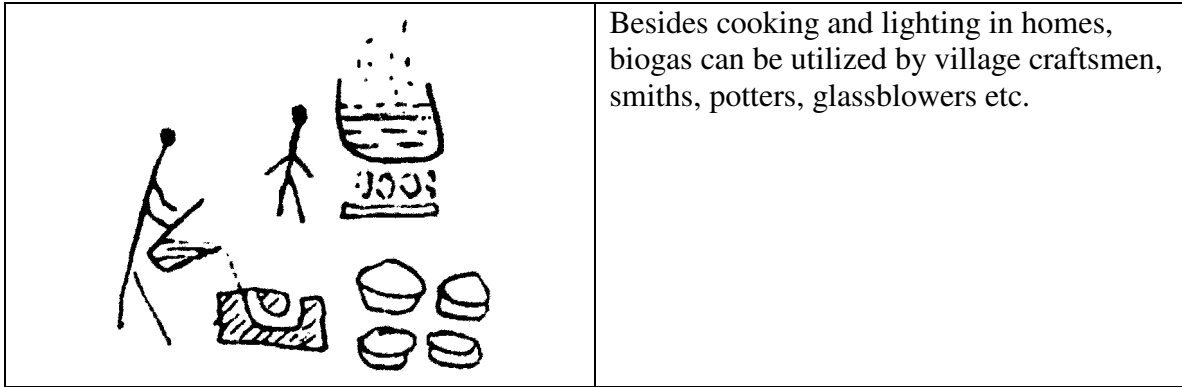 Besides cooking and lighting in homes,
biogas can be utilized by village craftsmen,
smiths, potters, glassblowers etc.